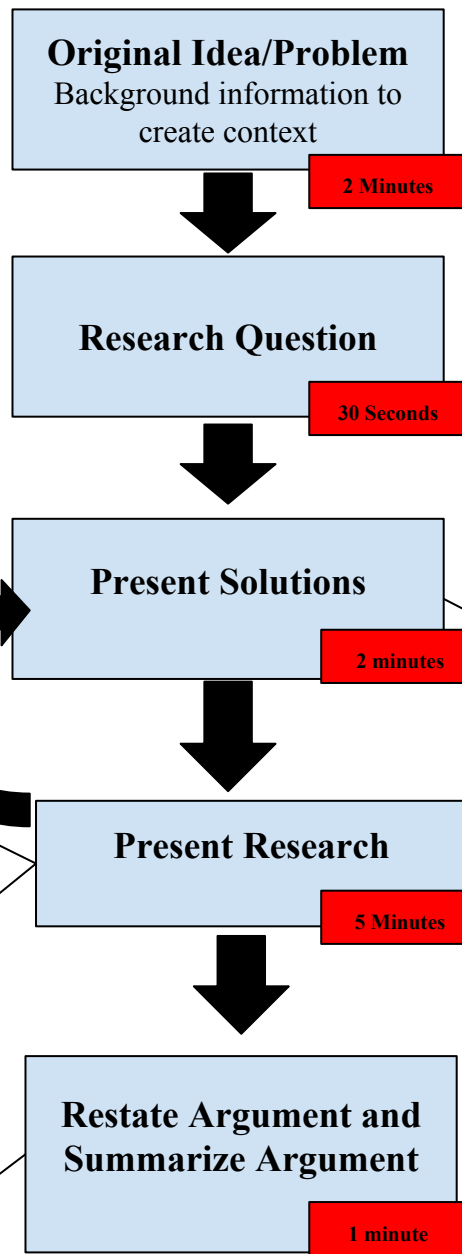 Original Idea/Problem
Background information to
create context
2 Minutes
Research Question
30 Seconds
Present Solutions
2 minutes
Present Research
5 Minutes
Restate Argument and
Summarize Argument
1 minute